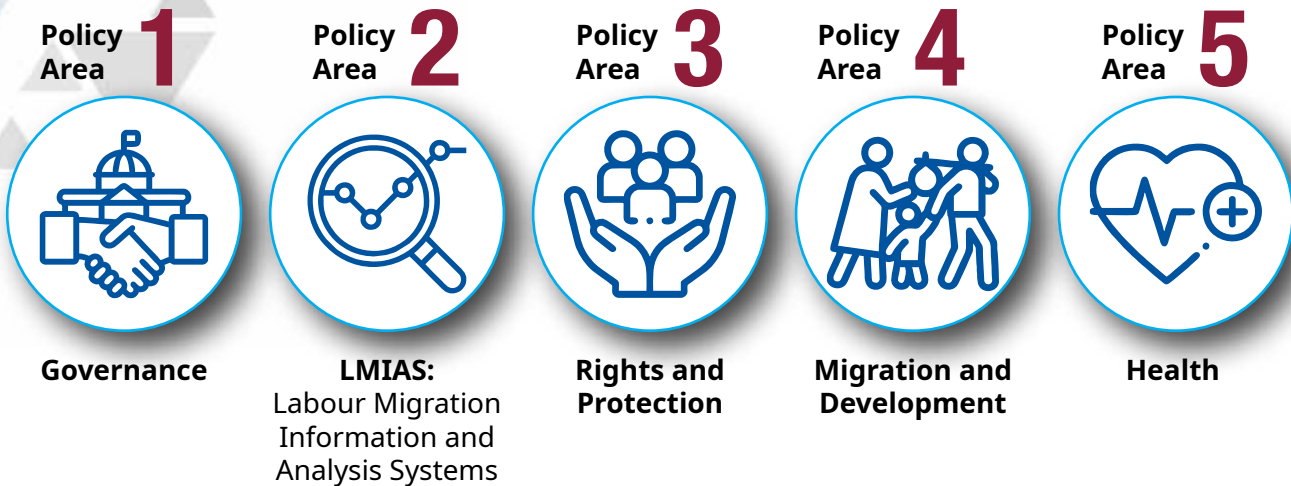 Policy
Area 1
Policy
Area 2
Policy
Area 3
Policy
Area 4
Policy
Area 5
Governance
LMIAS:
Labour Migration
Information and
Analysis Systems
Rights and
Protection
Migration and
Development
Health